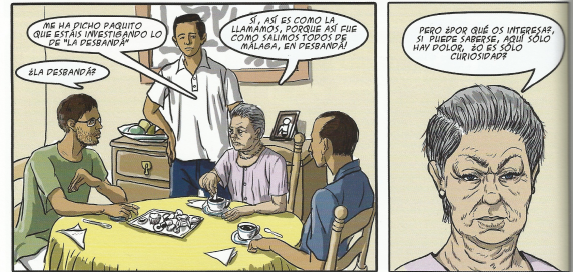 ME HA DICHO PAQUITO
QUE ESTÁIS INVESTIGANDO LO
DE "LA DESBANDÁ"
¿LA DESBANDÁ?
SÍ, ASÍ ES COMO LA
LLAMAMOS, PORQUE ASÍ FUE
COMO SALIMOS TODOS DE
MÁLAGA, EN DESBANDÁ!
PERO ¿POR QUÉ OS INTERESA?,
SI PUEDE SABERSE, AQUÍ SÓLO
HAY DOLOR, ¿O ES SÓLO
CURIOSIDAD?